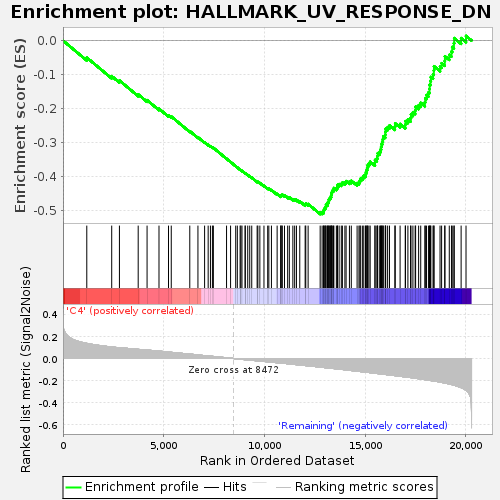 Enrichment plot: HALLMARK_UV_RESPONSE_DN
Enrichment score (ES)
0.0
-0.1
-0.2
-0.3
-0.4
-0.5
'C4' (positively correlated)
Ranked list metric (Signal2Noise)
0.4
0.2
0.0
-0.2
-0.4
-0.6
Zero cross at 8472
'Remaining' (negatively correlated)
0
5,000
10,000
15,000
20,000
Rank in Ordered Dataset
Enrichment profile
Hits
Ranking metric scores